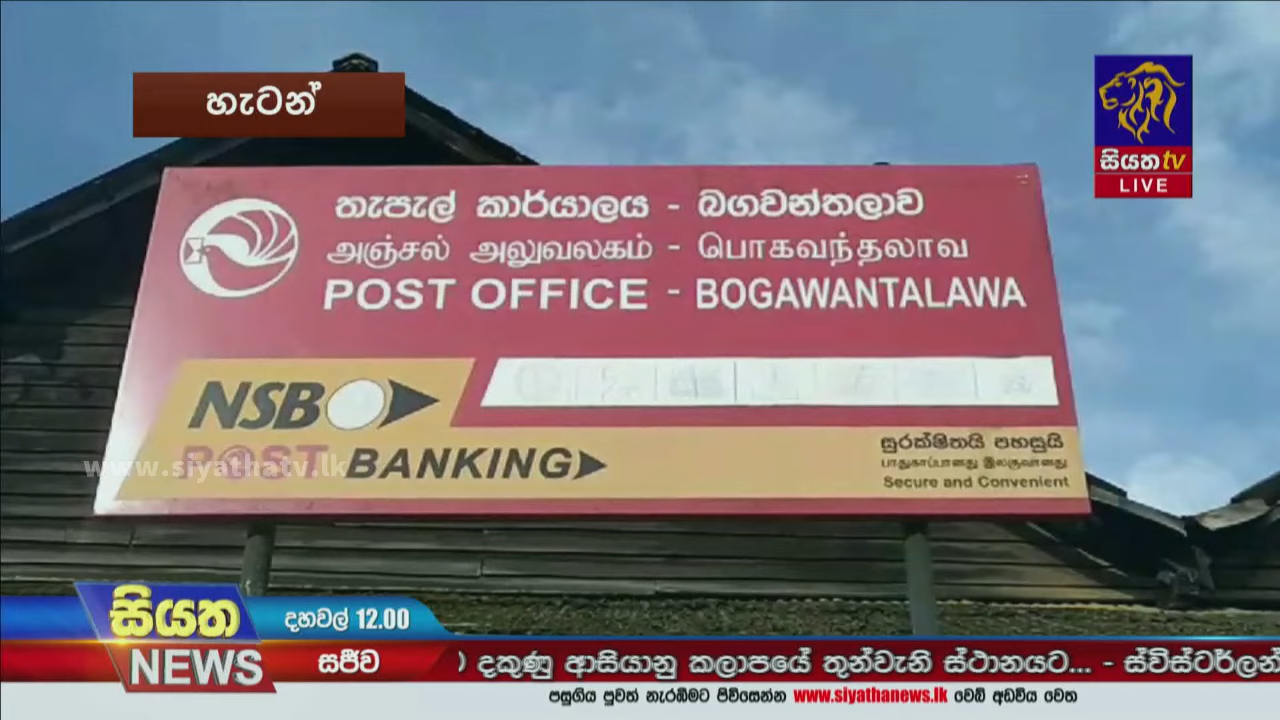 හැටන්
සියත tv
LIVE
තැපැල් කාර්යාලය - බගවන්තලාව
அஞ்சல் அலுவலகம் - பொகவந்தலாவ
POST OFFICE - BOGAWANTALAWA
NSB
POST BANKING
www.siyathatv.lk
සුරක්ෂිතයි පහසුයි
பாதுகாப்பானது இலகுவானது
Secure and Convenient
සියත
NEWS
දහවල් 12.00
සජීව
) දකුණු ආසියානු කලාපයේ තුන්වැනි ස්ථානයට... - ස්විස්ටර්ලන්
පසුගිය පුවත් නැරඹීමට පිවිසෙන්න www.siyathanews.lk වෙබ් අඩවිය වෙත